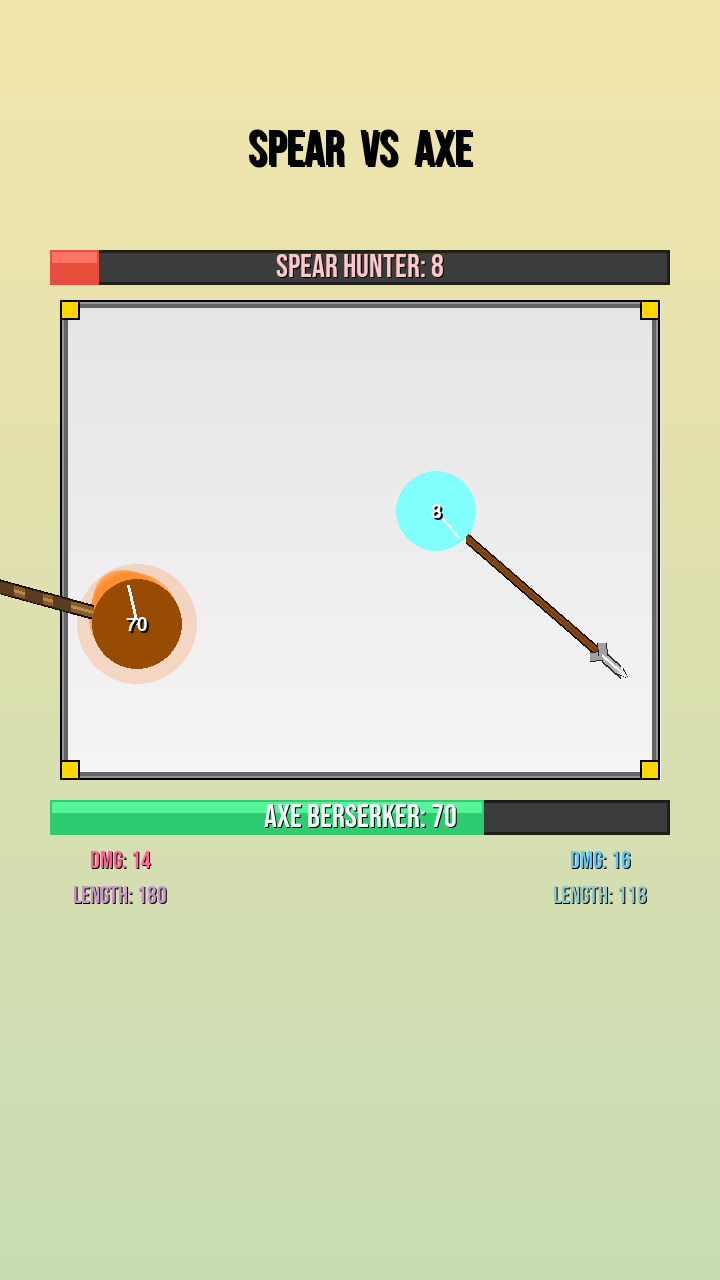 SPEAR VS AXE
SPEAR HUNTER: 8
8
70
AXE BERSERKER: 70
DMG: 14
DMG: 16
LENGTH: 180
LENGTH: 118